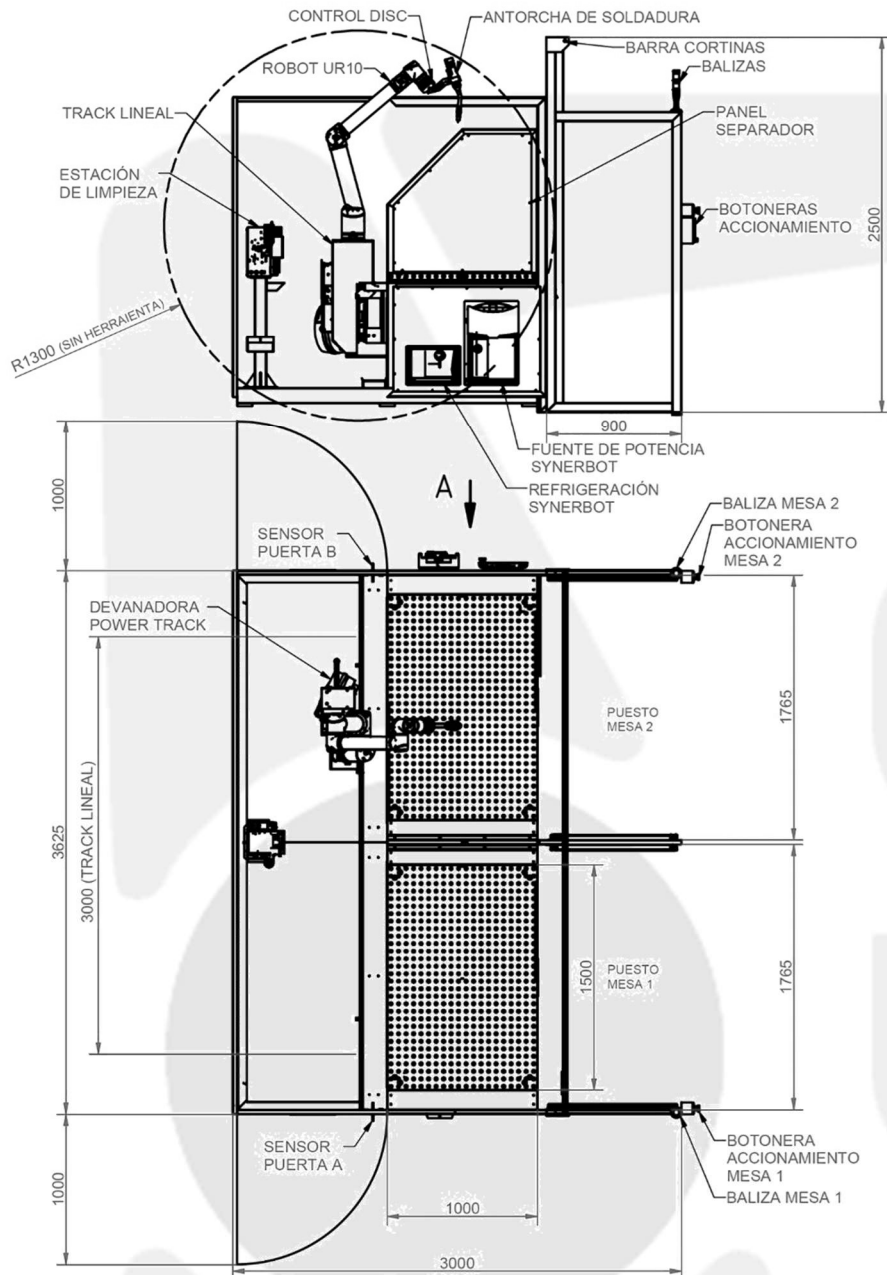 CONTROL DISC
ANTORCHA DE SOLDADURA
BARRA CORTINAS
ROBOT UR10
BALIZAS
TRACK LINEAL
PANEL
SEPARADOR
ESTACIÓN
DE LIMPIEZA
BOTONERAS
ACCIONAMIENTO
2500
R1300 (SIN HERRAIENTA)
900
FUENTE DE POTENCIA
SYNERBOT
REFRIGERACIÓN
SYNERBOT
1000
A
SENSOR
PUERTA B
BALIZA MESA 2
BOTONERA
ACCIONAMIENTO
MESA 2
DEVANADORA
POWER TRACK
PUESTO
MESA 2
1765
3625
3000 (TRACK LINEAL)
1500
PUESTO
MESA 1
1765
SENSOR
PUERTA A
BOTONERA
ACCIONAMIENTO
MESA 1
BALIZA MESA 1
1000
1000
3000